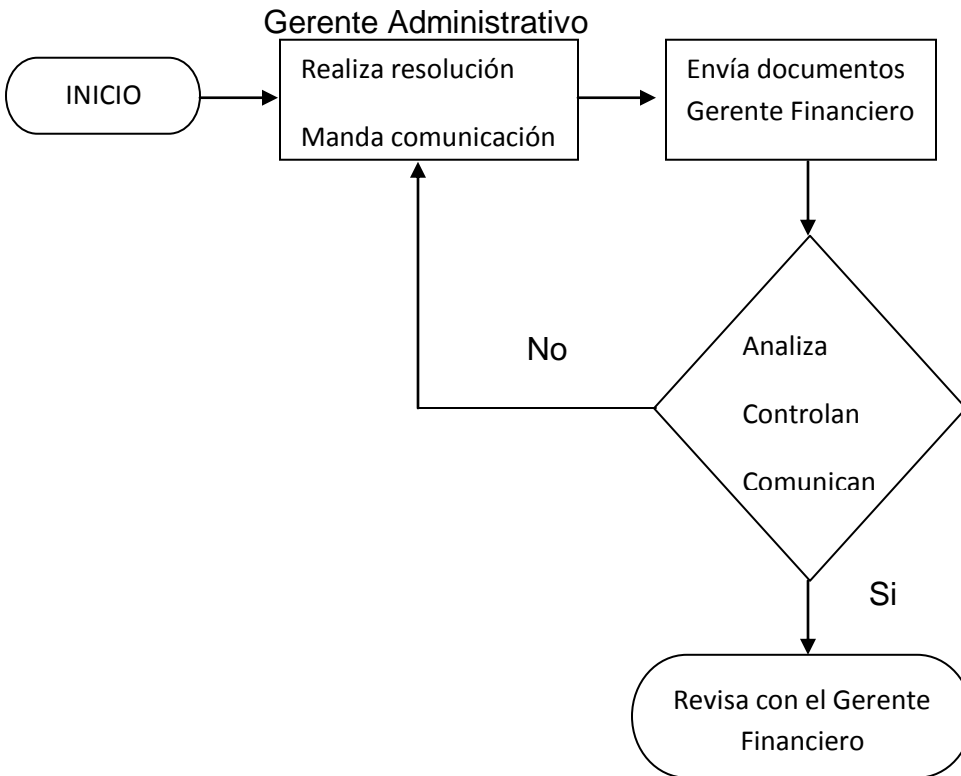 Gerente Administrativo
INICIO
Realiza resolución
Manda comunicación
Envía documentos
Gerente Financiero
Analiza
Controlan
Comunican
No
Si
Revisa con el Gerente
Financiero